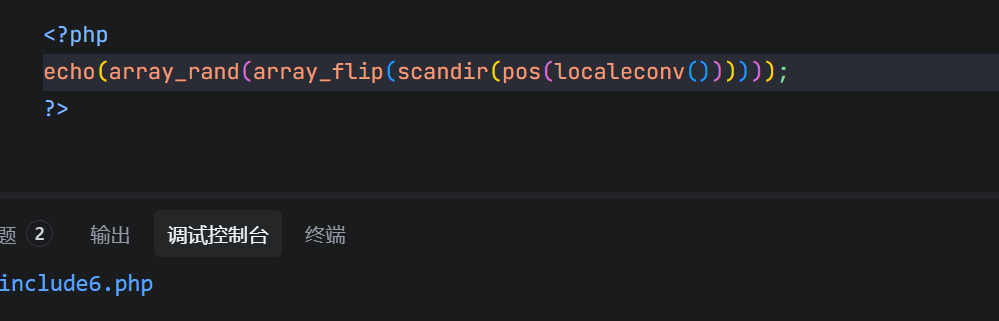 <?php
echo(array_rand(array_flip(scandir(pos(localeconv()))))));
?>
题 2 输出 调试控制台 终端
include6.php